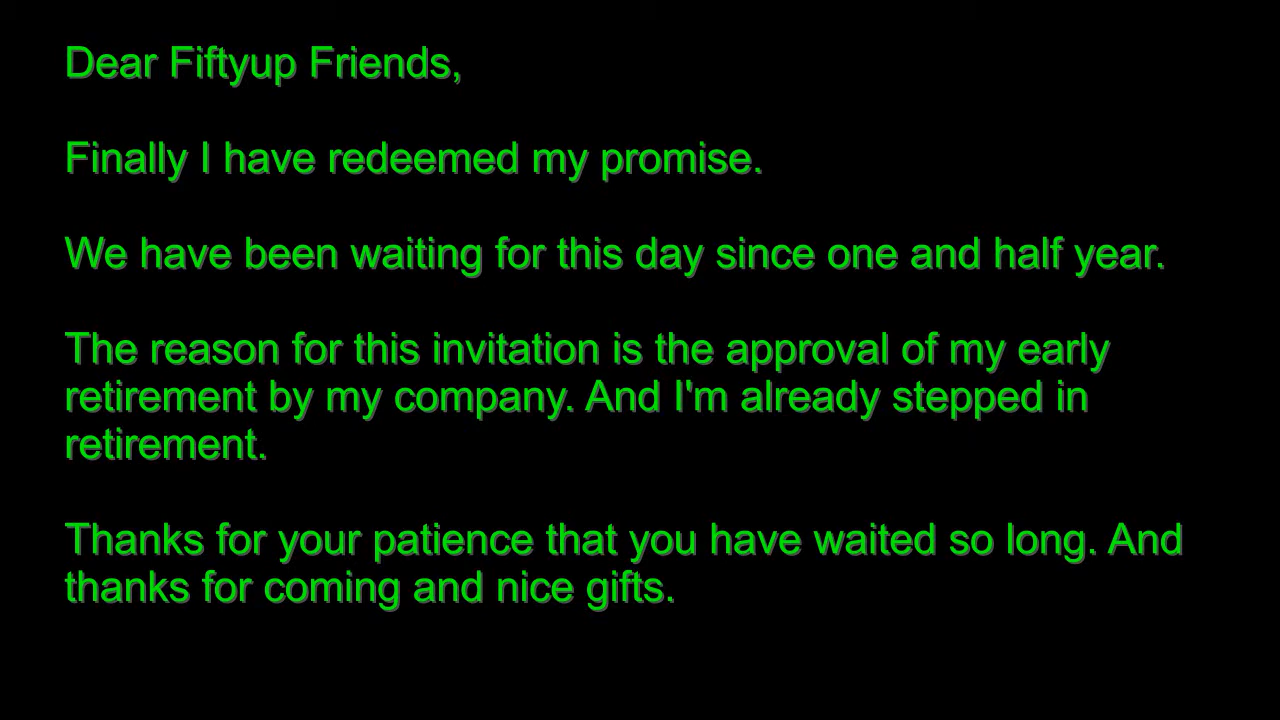 Dear Fiftyup Friends,
Finally I have redeemed my promise.
We have been waiting for this day since one and half year.
The reason for this invitation is the approval of my early
retirement by my company. And I'm already stepped in
retirement.
Thanks for your patience that you have waited so long. And
thanks for coming and nice gifts.